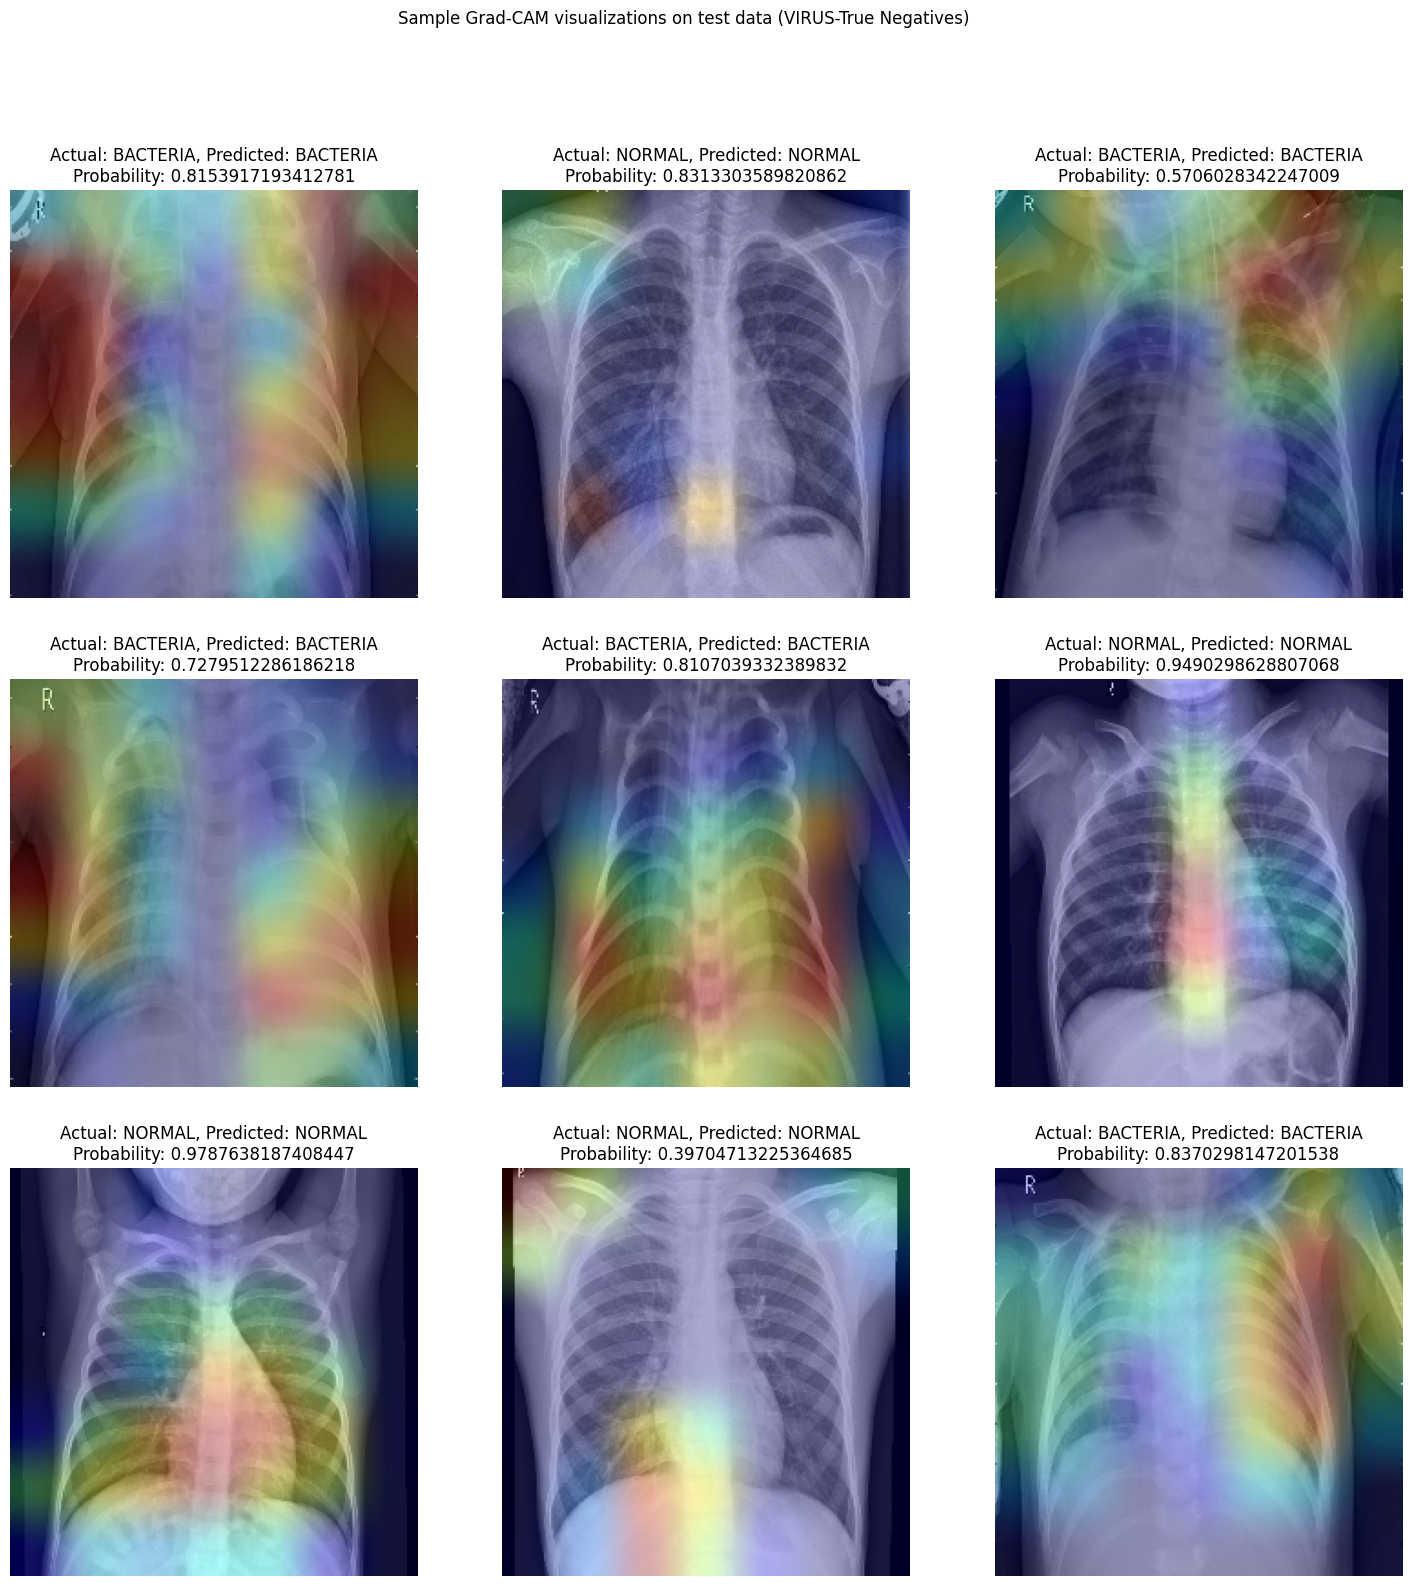 Sample Grad-CAM visualizations on test data (VIRUS-True Negatives)
Actual: BACTERIA, Predicted: BACTERIA
Probability: 0.8153917193412781
Actual: NORMAL, Predicted: NORMAL
Probability: 0.8313303589820862
Actual: BACTERIA, Predicted: BACTERIA
Probability: 0.5706028342247009
R
R
Actual: BACTERIA, Predicted: BACTERIA
Probability: 0.7279512286186218
Actual: BACTERIA, Predicted: BACTERIA
Probability: 0.8107039332389832
Actual: NORMAL, Predicted: NORMAL
Probability: 0.9490298628807068
R
R
Actual: NORMAL, Predicted: NORMAL
Probability: 0.9787638187408447
Actual: NORMAL, Predicted: NORMAL
Probability: 0.39704713225364685
Actual: BACTERIA, Predicted: BACTERIA
Probability: 0.8370298147201538
R